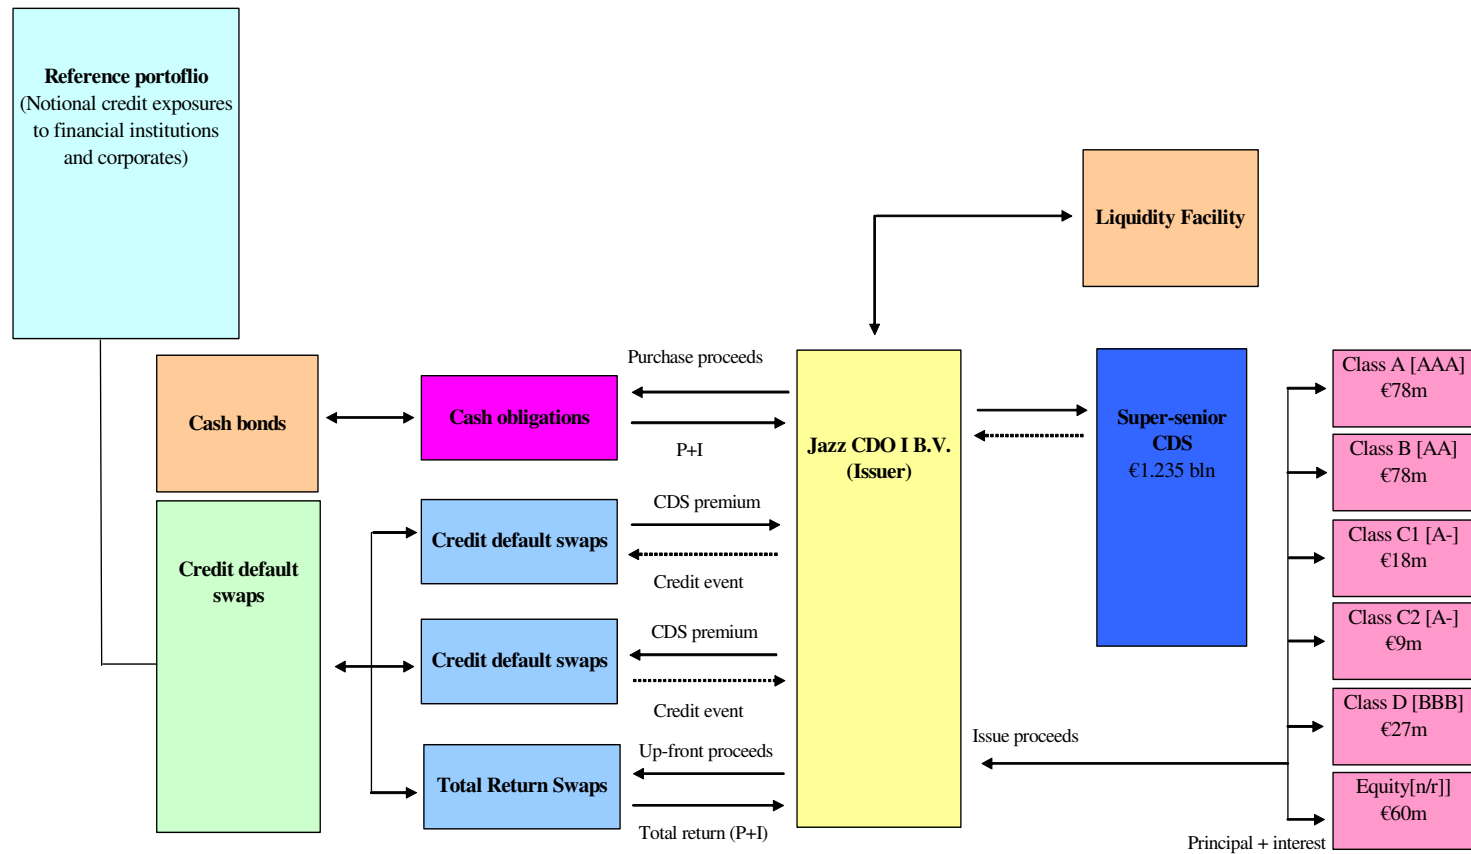 Reference portoflio
(Notional credit exposures
to financial institutions
and corporates)
Liquidity Facility
Cash bonds
Cash obligations
Purchase proceeds
P+I
Jazz CDO I B.V.
(Issuer)
Super-senior
CDS
€1.235 bln
Class A [AAA]
€78m
Class B [AA]
€78m
Class C1 [A-]
€18m
Class C2 [A-]
€9m
Class D [BBB]
€27m
Equity[n/r]]
€60m
Credit default
swaps
Credit default swaps
CDS premium
Credit event
Credit default swaps
CDS premium
Credit event
Total Return Swaps
Up-front proceeds
Total return (P+I)
Issue proceeds
Principal + interest